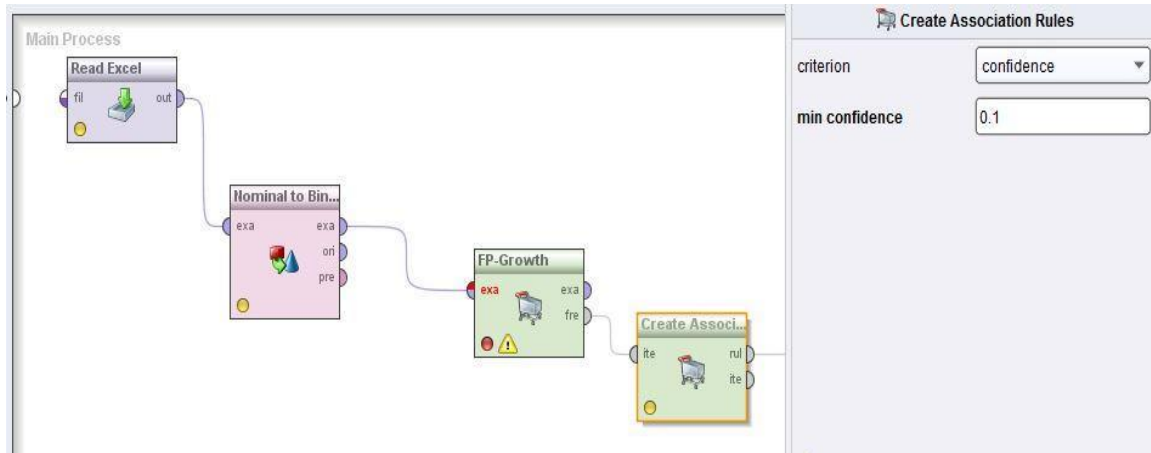 Main Process
Read Excel
fil
out
Nominal to Bin...
exa
exa
ori
pre
FP-Growth
exa
exa
fre
Create Associ...
ite
rul
ite
Create Association Rules
criterion
confidence
min confidence
0.1